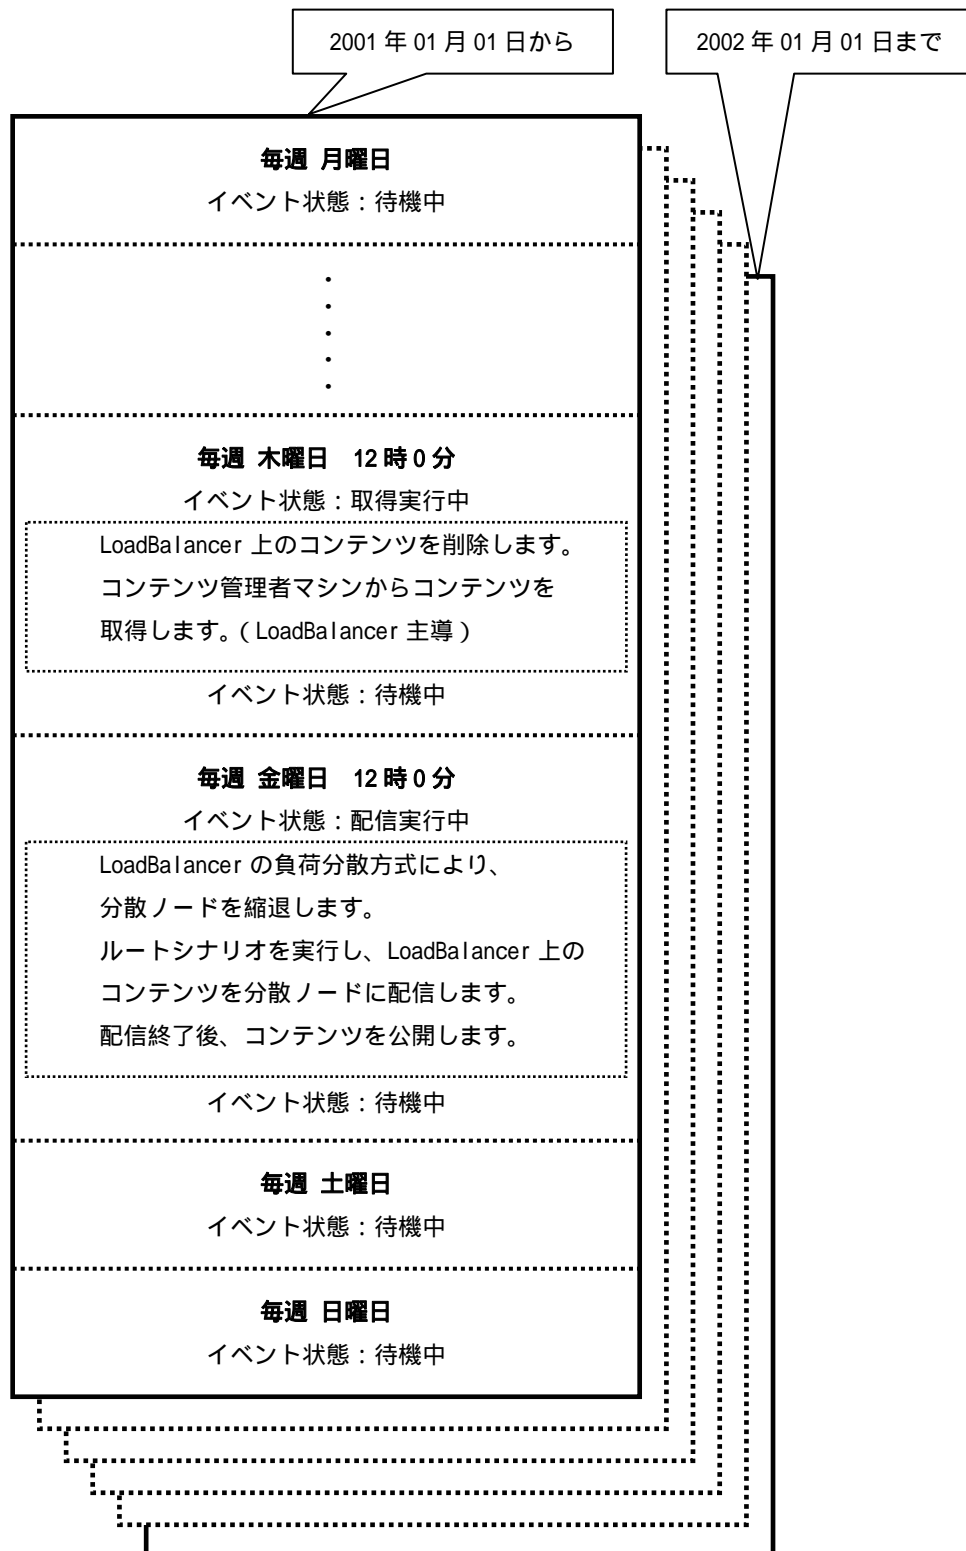 2001 年 01 月 01 日から
2002 年 01 月 01 日まで
毎週 月曜日
イベント状態：待機中
・
・
・
・
・
毎週 木曜日　12 時 0 分
イベント状態：取得実行中
LoadBalancer 上のコンテンツを削除します。
コンテンツ管理者マシンからコンテンツを
取得します。（LoadBalancer 主導）
イベント状態：待機中
毎週 金曜日　12 時 0 分
イベント状態：配信実行中
LoadBalancer の負荷分散方式により、
分散ノードを縮退します。
ルートシナリオを実行し、LoadBalancer 上の
コンテンツを分散ノードに配信します。
配信終了後、コンテンツを公開します。
イベント状態：待機中
毎週 土曜日
イベント状態：待機中
毎週 日曜日
イベント状態：待機中